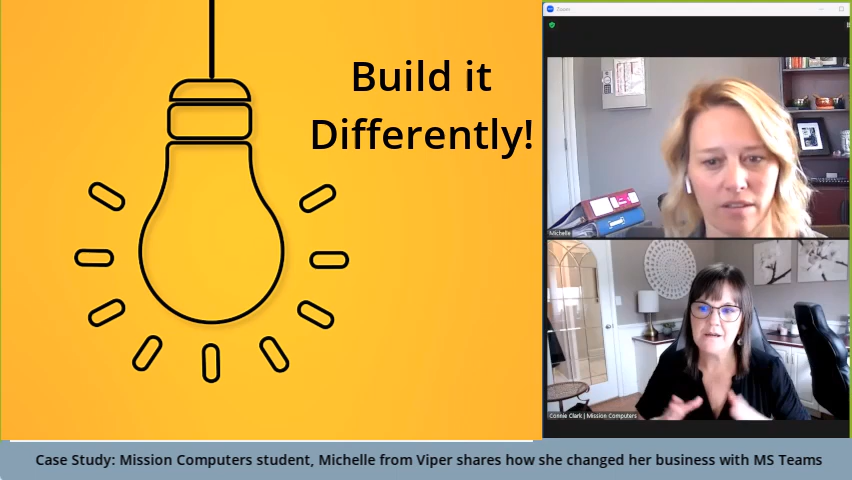 Build it
Differently!
Zoom
Michelle
Connie Clark | Mission Computers
Case Study: Mission Computers student, Michelle from Viper shares how she changed her business with MS Teams